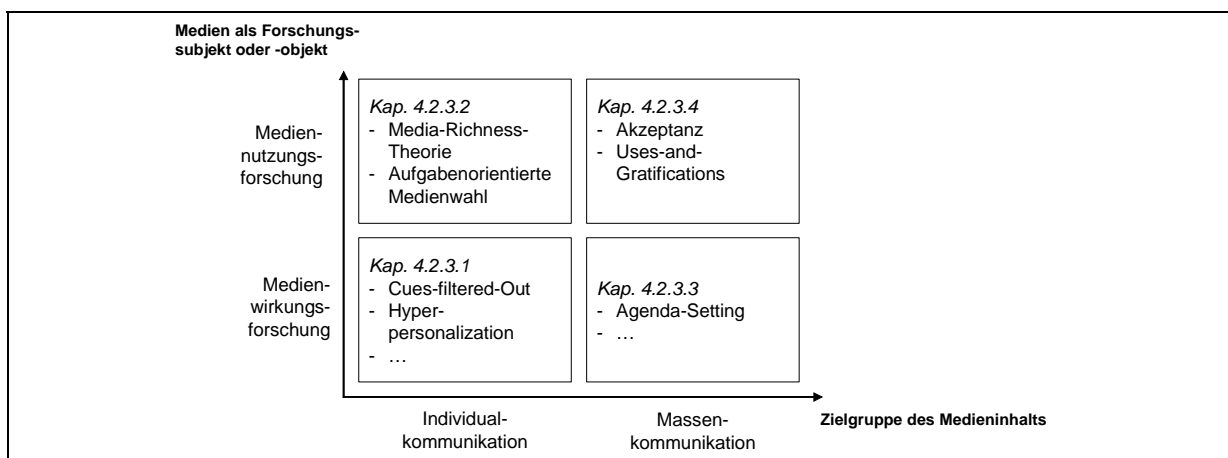 Medien als Forschungs-
subjekt oder -objekt
Medien-
nutzungs-
forschung
Kap. 4.2.3.2
- Media-Richness-
Theorie
- Aufgabenorientierte
Medienwahl
Kap. 4.2.3.4
- Akzeptanz
- Uses-and-
Gratifications
Medien-
wirkungs-
forschung
Kap. 4.2.3.1
- Cues-filtered-Out
- Hyper-
personalization
- …
Kap. 4.2.3.3
- Agenda-Setting
- …
Individual-
kommunikation
Massen-
kommunikation
Zielgruppe des Medieninhalts